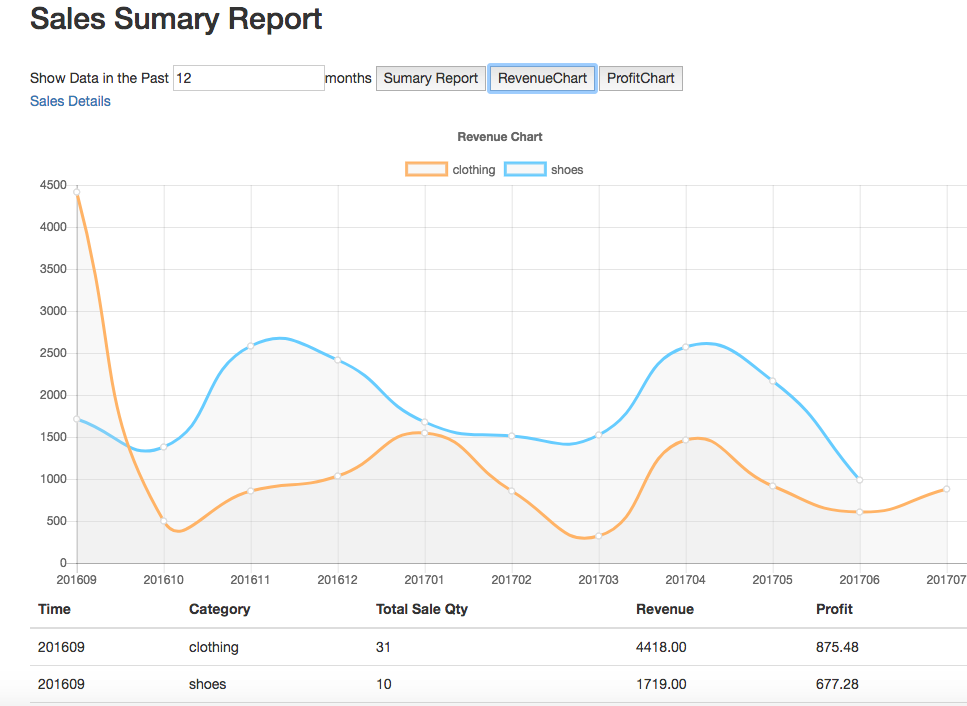 Sales Sumary Report
Show Data in the Past 12 months Sumary Report RevenueChart ProfitChart
Sales Details
Revenue Chart
clothing shoes
4500
4000
3500
3000
2500
2000
1500
1000
500
0
201609 201610 201611 201612 201701 201702 201703 201704 201705 201706 201707
Time Category Total Sale Qty Revenue Profit
201609 clothing 31 4418.00 875.48
201609 shoes 10 1719.00 677.28